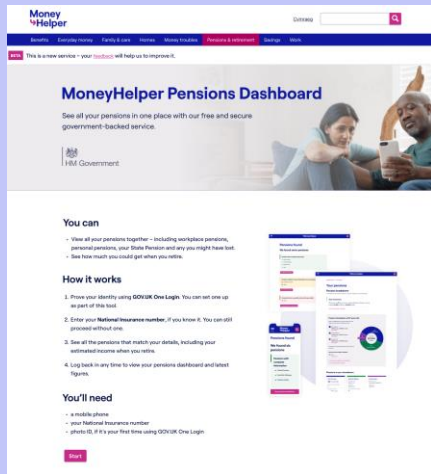 Money
Helper
Cymraeg
Benefits Everyday money Family & care Homes Money troubles Pensions & retirement Savings Work
BETA This is a new service – your feedback will help us to improve it.
MoneyHelper Pensions Dashboard
See all your pensions in one place with our free and secure
government-backed service.
HM Government
You can
- View all your pensions together – including workplace pensions,
personal pensions, your State Pension and any you might have lost.
- See how much you could get when you retire.
How it works
1. Prove your identity using GOV.UK One Login. You can set one up
as part of this tool.
2. Enter your National Insurance number, if you know it. You can still
proceed without one.
3. See all the pensions that match your details, including your
estimated income when you retire.
4. Log back in any time to view your pensions dashboard and latest
figures.
You'll need
- a mobile phone
- your National Insurance number
- photo ID, if it's your first time using GOV.UK One Login
Start
Pensions found
Your pensions
Pensions found
We found six
pensions